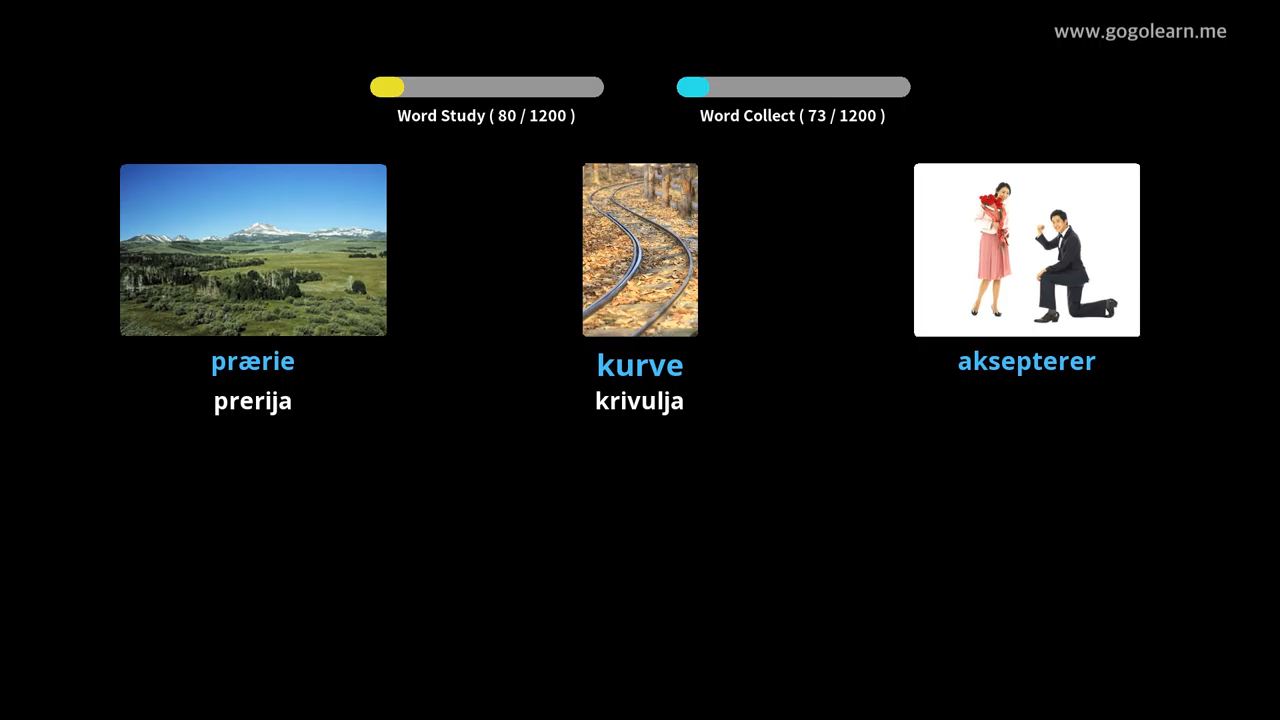 www.gogolearn.me
Word Study ( 80 / 1200 )
Word Collect ( 73 / 1200 )
prærie
kurve
aksepterer
prerija
krivulja